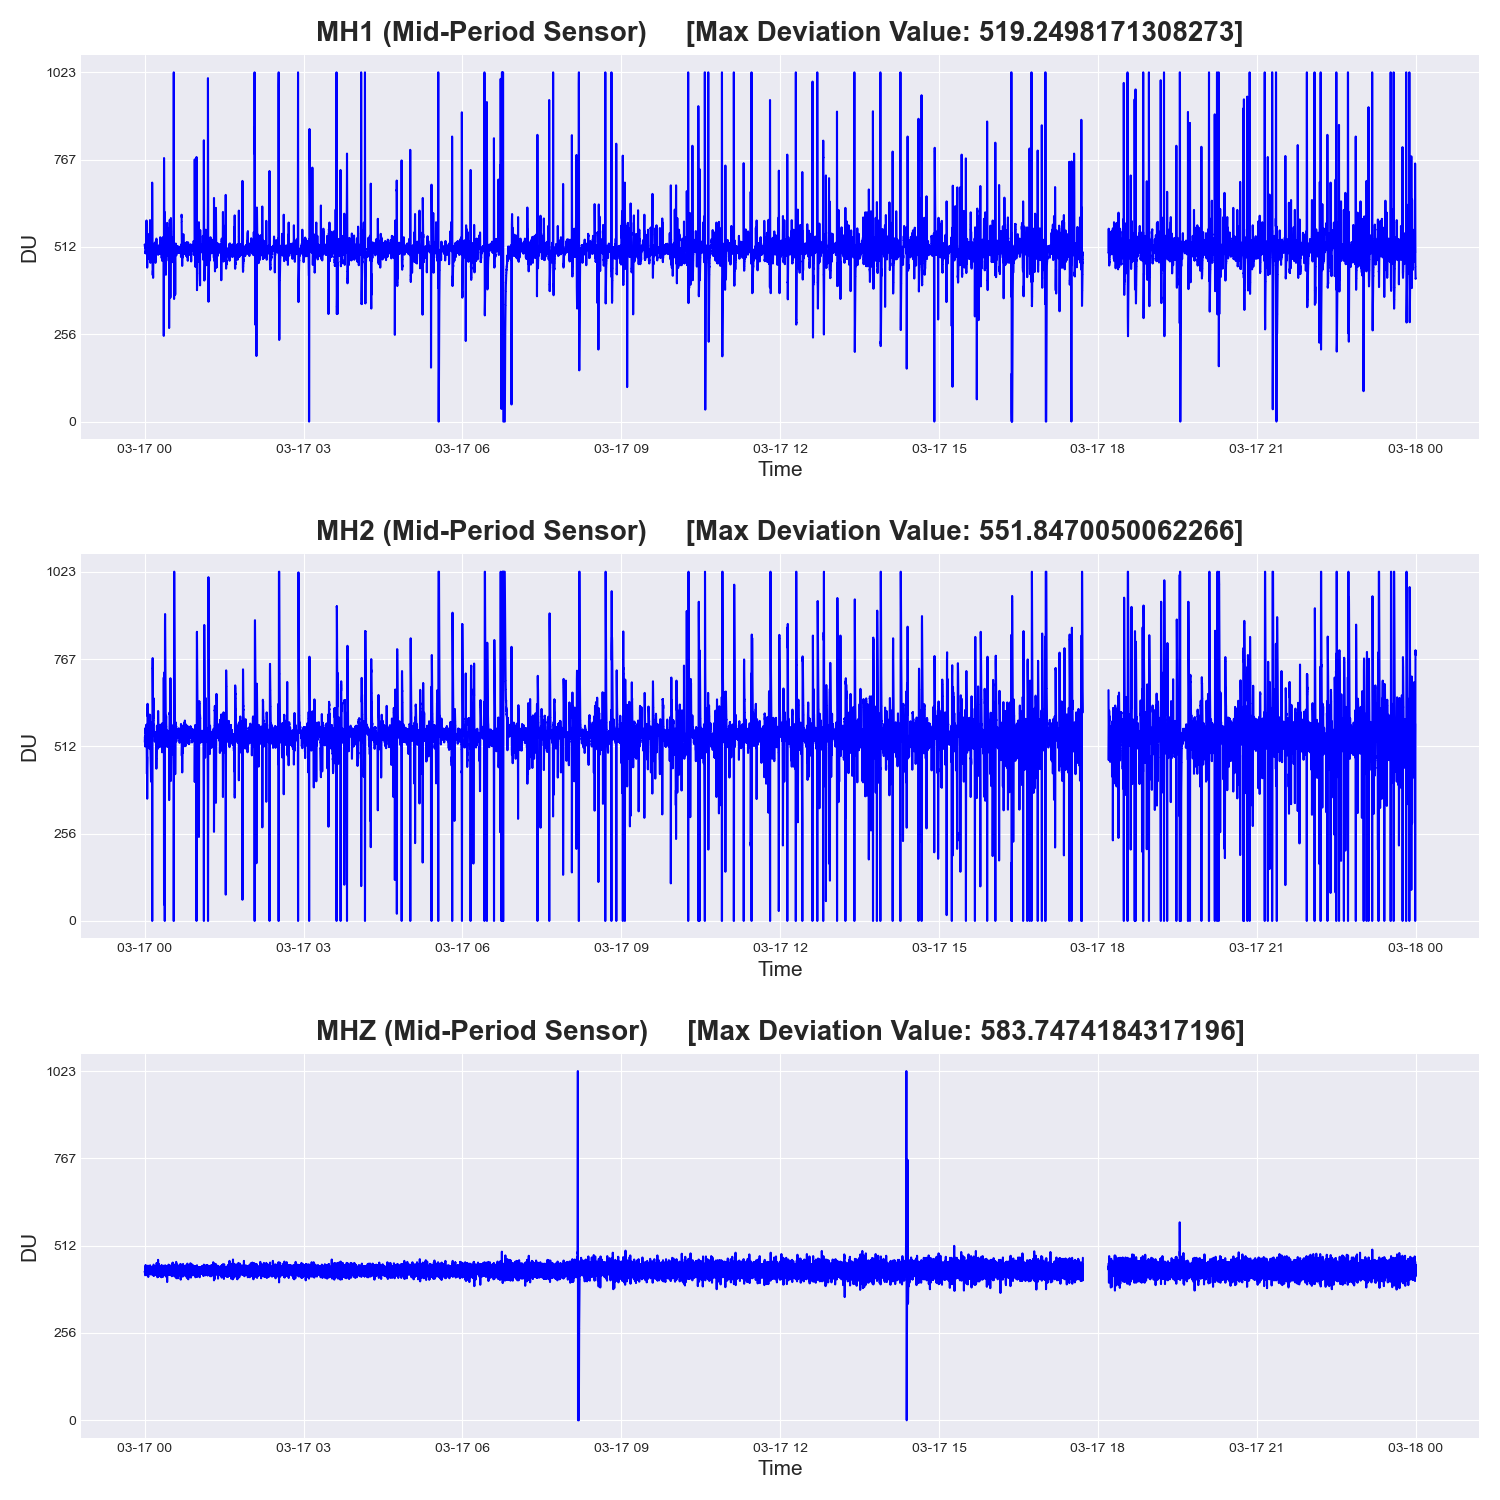 MH1 (Mid-Period Sensor) [Max Deviation Value: 519.2498171308273]
1023
767
512
256
0
DU
03-17 00 03-17 03 03-17 06 03-17 09 03-17 12 03-17 15 03-17 18 03-17 21 03-18 00
Time
MH2 (Mid-Period Sensor) [Max Deviation Value: 551.8470050062266]
1023
767
512
256
0
DU
03-17 00 03-17 03 03-17 06 03-17 09 03-17 12 03-17 15 03-17 18 03-17 21 03-18 00
Time
MHZ (Mid-Period Sensor) [Max Deviation Value: 583.7474184317196]
1023
767
512
256
0
DU
03-17 00 03-17 03 03-17 06 03-17 09 03-17 12 03-17 15 03-17 18 03-17 21 03-18 00
Time